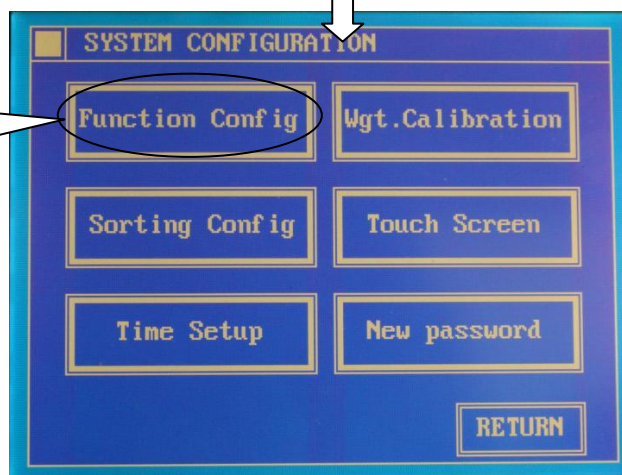 SYSTEM CONFIGURATION
Function Config
Wgt.Calibration
Sorting Config
Touch Screen
Time Setup
New password
RETURN